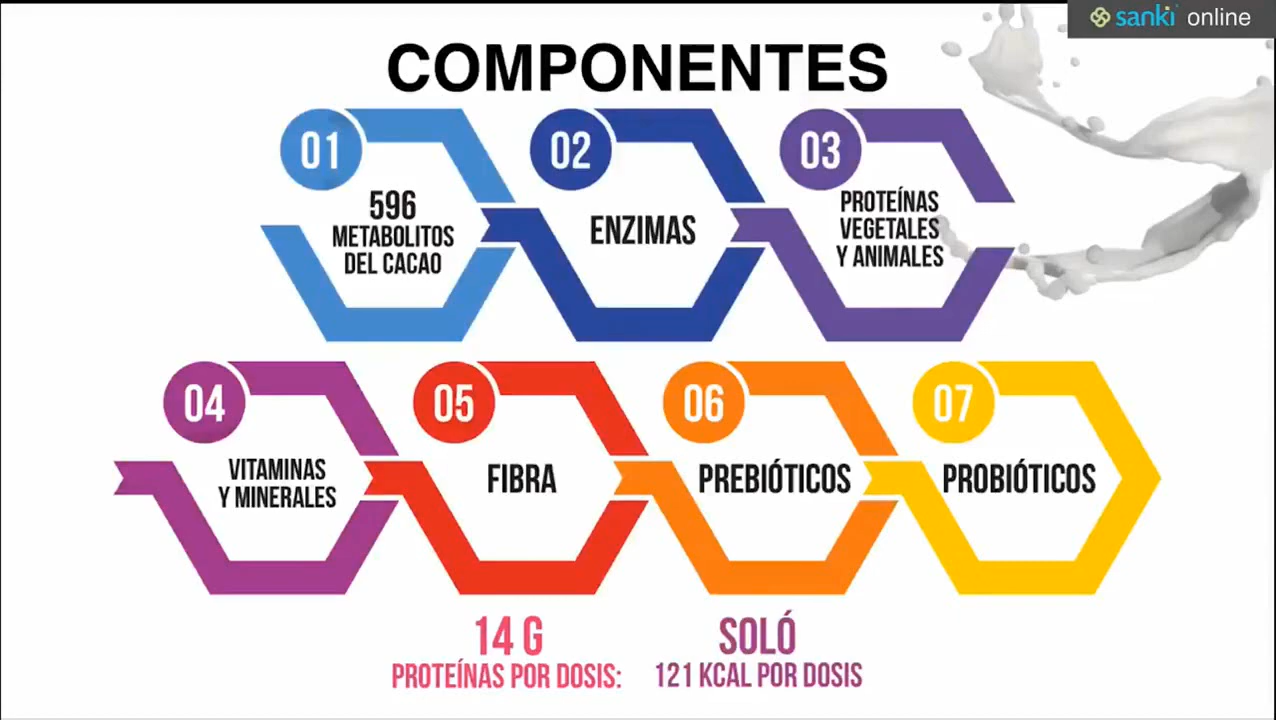 sanki online
COMPONENTES
01
596
METABOLITOS
DEL CACAO
02
ENZIMAS
03
PROTEÍNAS
VEGETALES
Y ANIMALES
04
VITAMINAS
Y MINERALES
05
FIBRA
06
PREBIÓTICOS
07
PROBIÓTICOS
14 G
PROTEÍNAS POR DOSIS:
SOLÓ
121 KCAL POR DOSIS